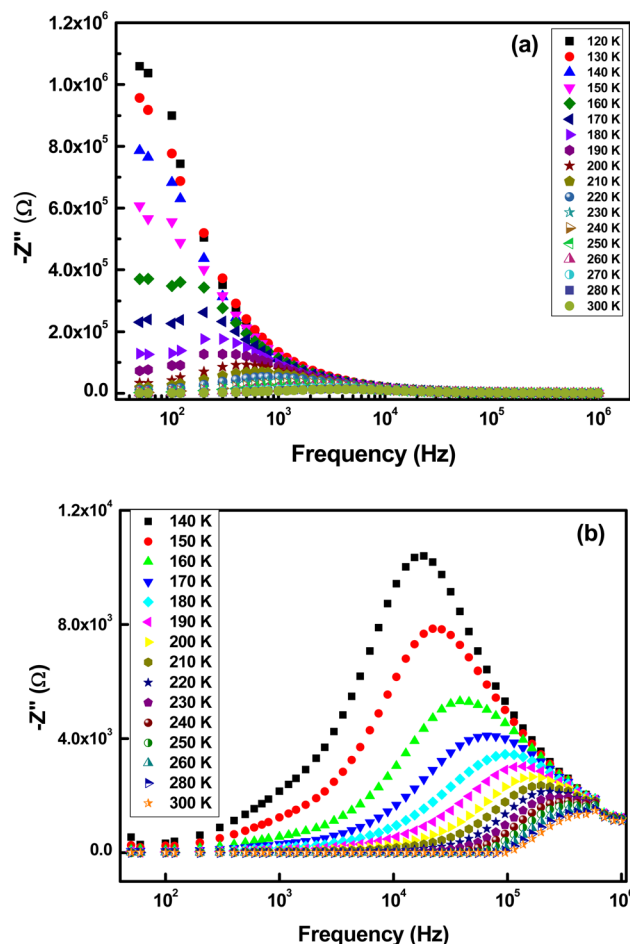 (a)
1.2x10⁶
1.0x10⁶
8.0x10⁵
6.0x10⁵
4.0x10⁵
2.0x10⁵
0.0
-Z'' (Ω)
120 K
130 K
140 K
150 K
160 K
170 K
180 K
190 K
200 K
210 K
220 K
230 K
240 K
250 K
260 K
270 K
280 K
300 K
10² 10³ 10⁴ 10⁵ 10⁶
Frequency (Hz)
(b)
1.2x10⁴
8.0x10³
4.0x10³
0.0
-Z'' (Ω)
140 K
150 K
160 K
170 K
180 K
190 K
200 K
210 K
220 K
230 K
240 K
250 K
260 K
280 K
300 K
10² 10³ 10⁴ 10⁵ 10⁶
Frequency (Hz)